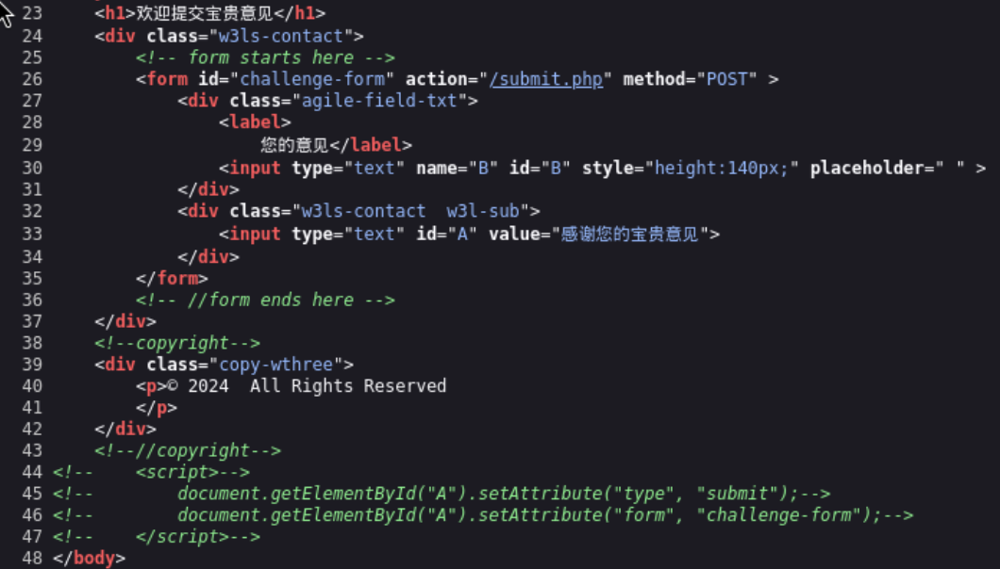 23     <h1>欢迎提交宝贵意见</h1>
24     <div class="w3ls-contact">
25         <!-- form starts here -->
26         <form id="challenge-form" action="/submit.php" method="POST" >
27             <div class="agile-field-txt">
28                 <label>
29                     您的意见</label>
30                 <input type="text" name="B" id="B" style="height:140px;" placeholder=" " >
31             </div>
32             <div class="w3ls-contact  w3l-sub">
33                 <input type="text" id="A" value="感谢您的宝贵意见">
34             </div>
35         </form>
36         <!-- //form ends here -->
37     </div>
38     <!--copyright-->
39     <div class="copy-wthree">
40         <p>© 2024  All Rights Reserved
41         </p>
42     </div>
43     <!--//copyright-->
44 <!--    <script>-->
45 <!--        document.getElementById("A").setAttribute("type", "submit");-->
46 <!--        document.getElementById("A").setAttribute("form", "challenge-form");-->
47 <!--    </script>-->
48 </body>